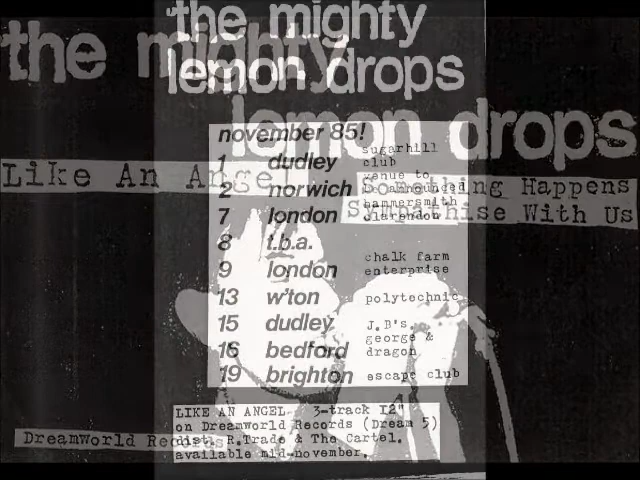 the mighty
lemon drops
the mighty
lemon drops
november 85!
1 dudley sugarhill club
2 norwich venue to be announced
7 london hammersmith clarendon
8 t.b.a.
9 london chalk farm enterprise
13 w'ton polytechnic
15 dudley J.B's.
16 bedford george & dragon
19 brighton escape club
Like An Angel
Something Happens
Sympathise With Us
LIKE AN ANGEL 3-track 12"
on Dreamworld Records (Dream 5)
dist. R.Trade & The Cartel.
available mid-november.
DreamWorld Records